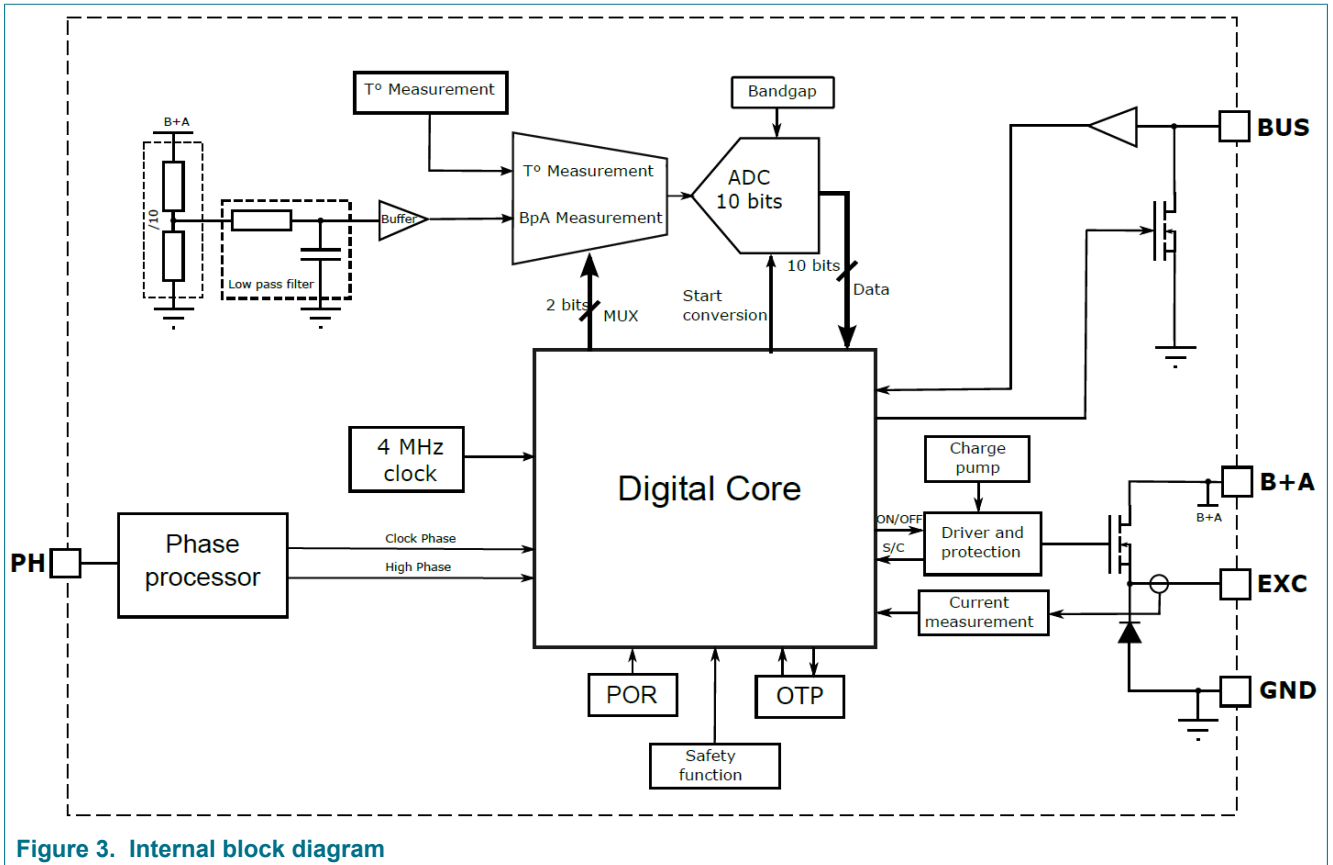 T° Measurement
Bandgap
B+A
BUS
T° Measurement
ADC
10 bits
/10
Buffer
BpA Measurement
Low pass filter
2 bits
MUX
Start
conversion
10 bits
Data
4 MHz
clock
Digital Core
Charge
pump
B+A
B+A
ON/OFF
S/C
Driver and
protection
PH
Phase
processor
Clock Phase
High Phase
EXC
Current
measurement
POR
OTP
GND
Safety
function
Figure 3. Internal block diagram